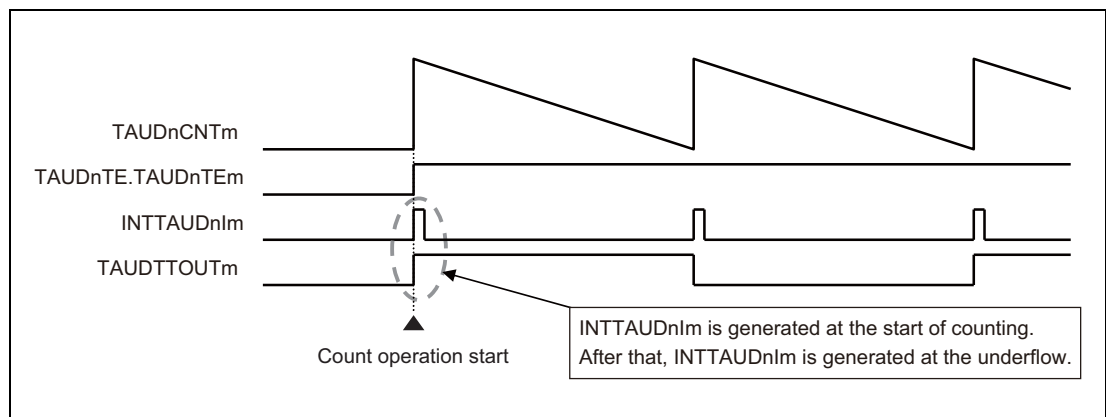 TAUDnCNTm
TAUDnTE.TAUDnTEm
INTTAUDnIm
TAUDTTOUTm
Count operation start
INTTAUDnIm is generated at the start of counting.
After that, INTTAUDnIm is generated at the underflow.